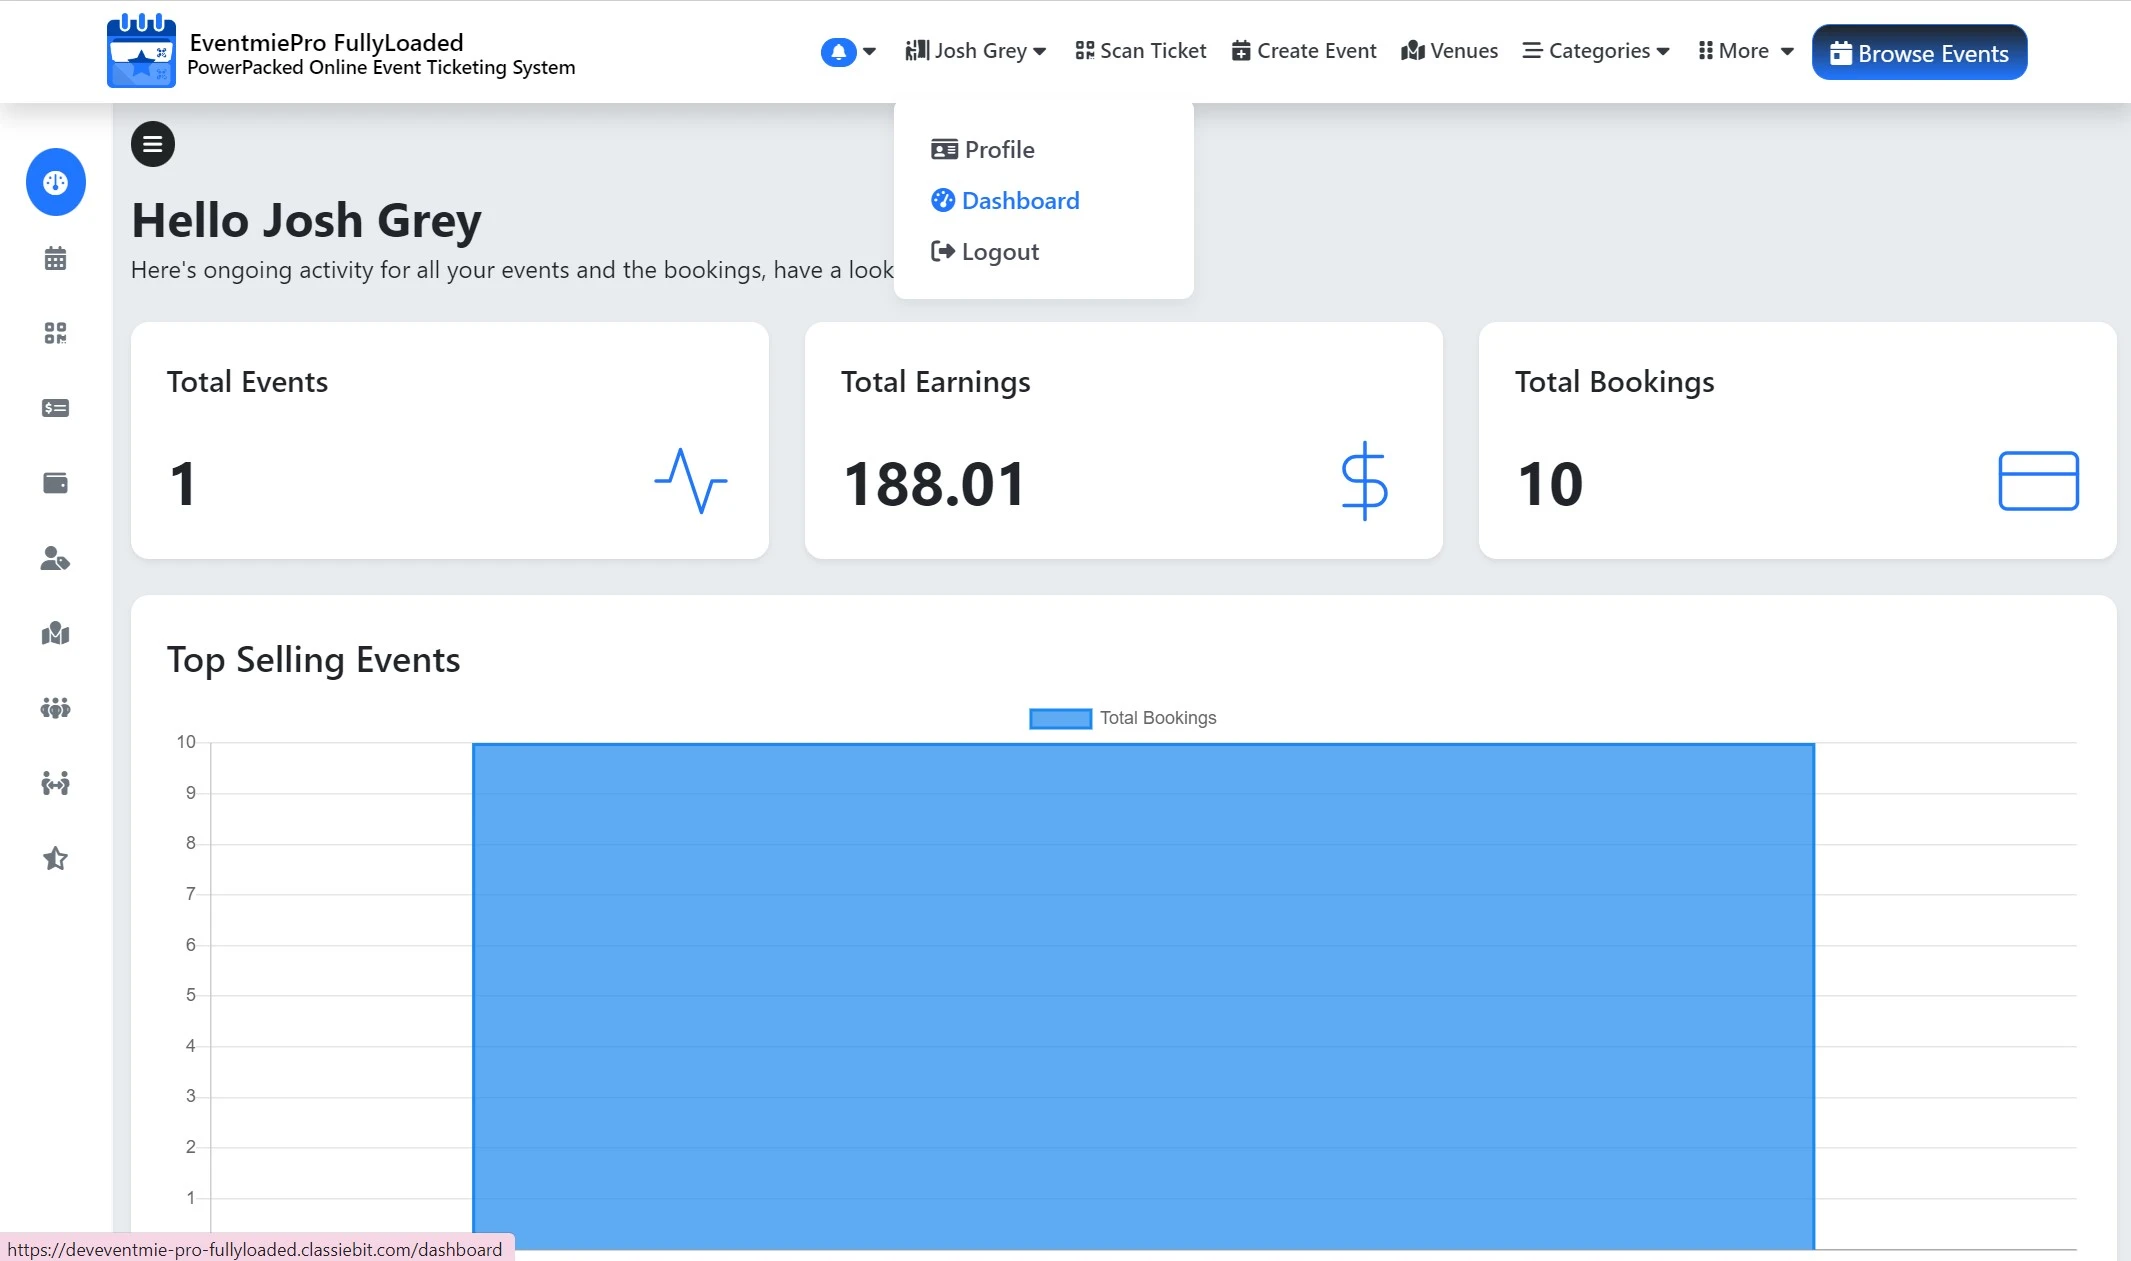 EventmiePro FullyLoaded
PowerPacked Online Event Ticketing System
Josh Grey
Scan Ticket
Create Event
Venues
Categories
More
Browse Events
Profile
Dashboard
Logout
Hello Josh Grey
Here's ongoing activity for all your events and the bookings, have a look
Total Events
1
Total Earnings
188.01
Total Bookings
10
Top Selling Events
Total Bookings
10
9
8
7
6
5
4
3
2
1
https://deveventmie-pro-fullyloaded.classiebit.com/dashboard